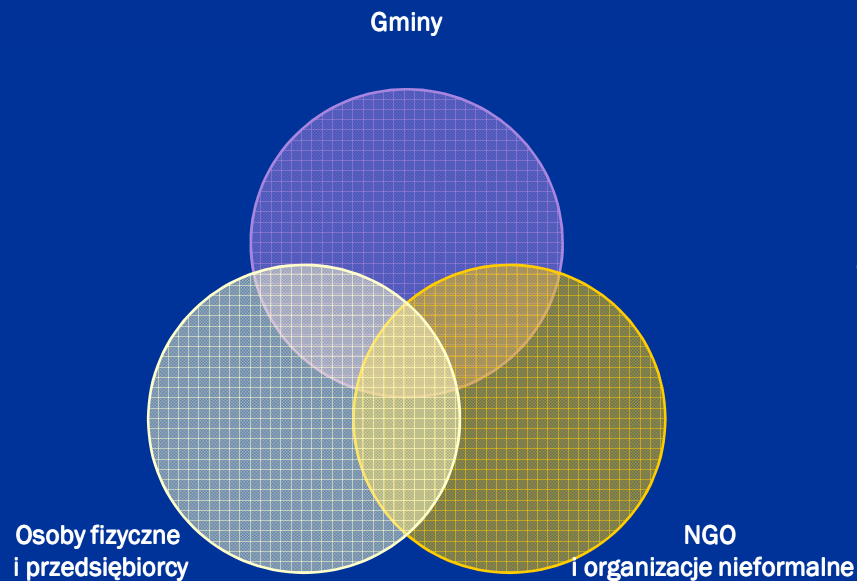 Gminy
Osoby fizyczne
i przedsiębiorcy
NGO
i organizacje nieformalne